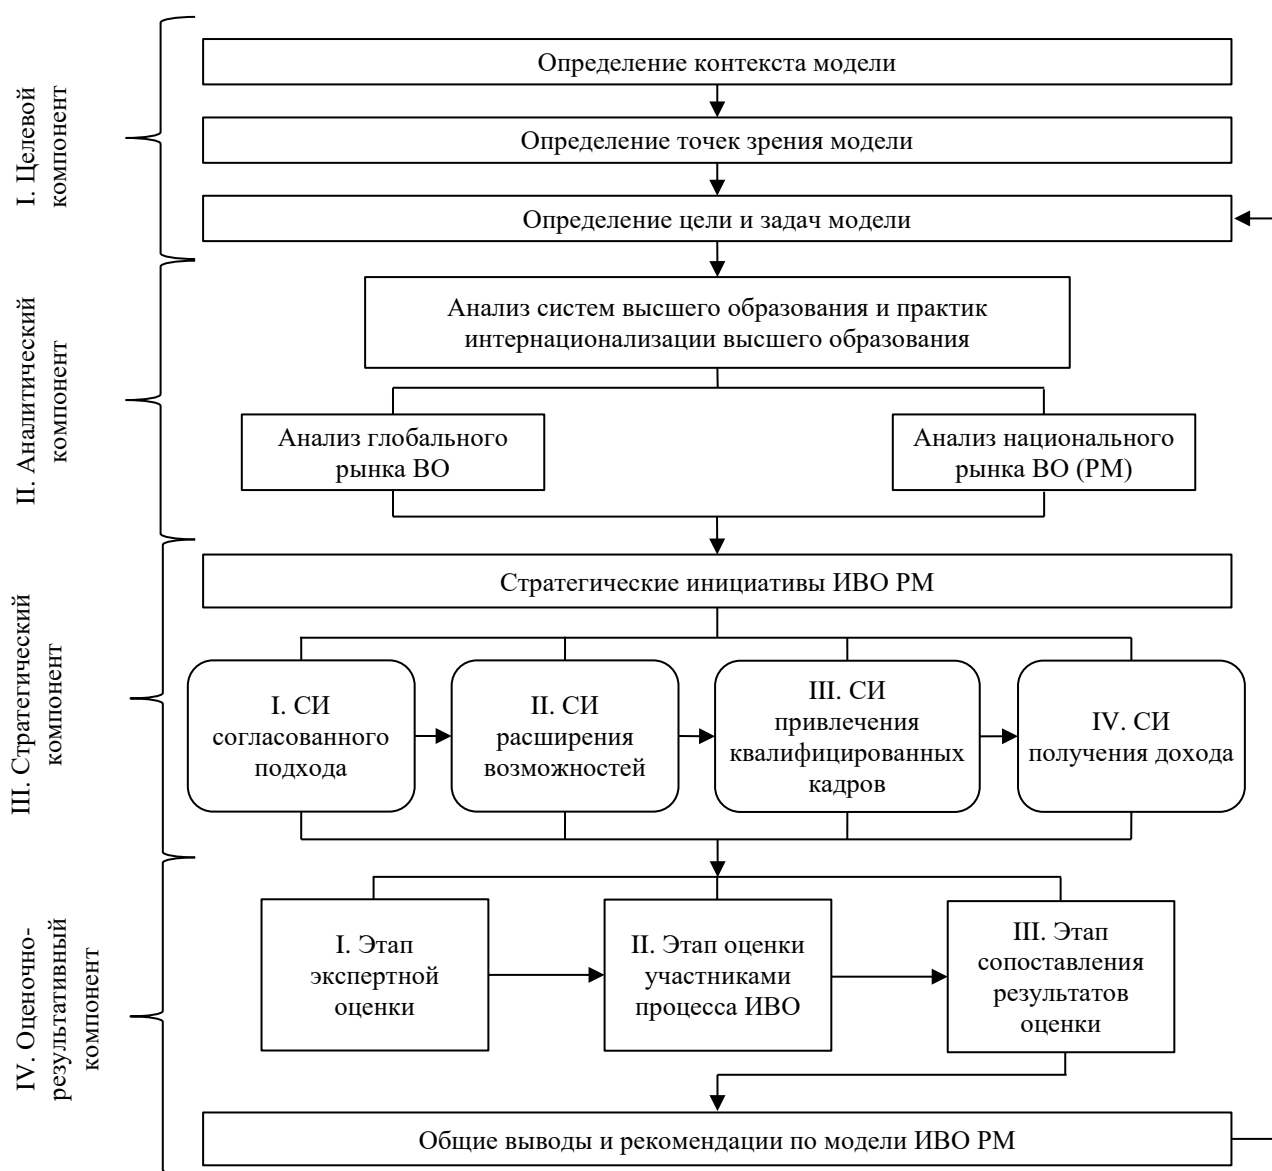 I. Целевой
компонент
Определение контекста модели
Определение точек зрения модели
Определение цели и задач модели
II. Аналитический
компонент
Анализ систем высшего образования и практик
интернационализации высшего образования
Анализ глобального
рынка ВО
Анализ национального
рынка ВО (РМ)
III. Стратегический
компонент
Стратегические инициативы ИВО РМ
I. СИ
согласованного
подхода
II. СИ
расширения
возможностей
III. СИ
привлечения
квалифицированных
кадров
IV. СИ
получения дохода
IV. Оценочно-
результативный
компонент
I. Этап
экспертной
оценки
II. Этап оценки
участниками
процесса ИВО
III. Этап
сопоставления
результатов
оценки
Общие выводы и рекомендации по модели ИВО РМ